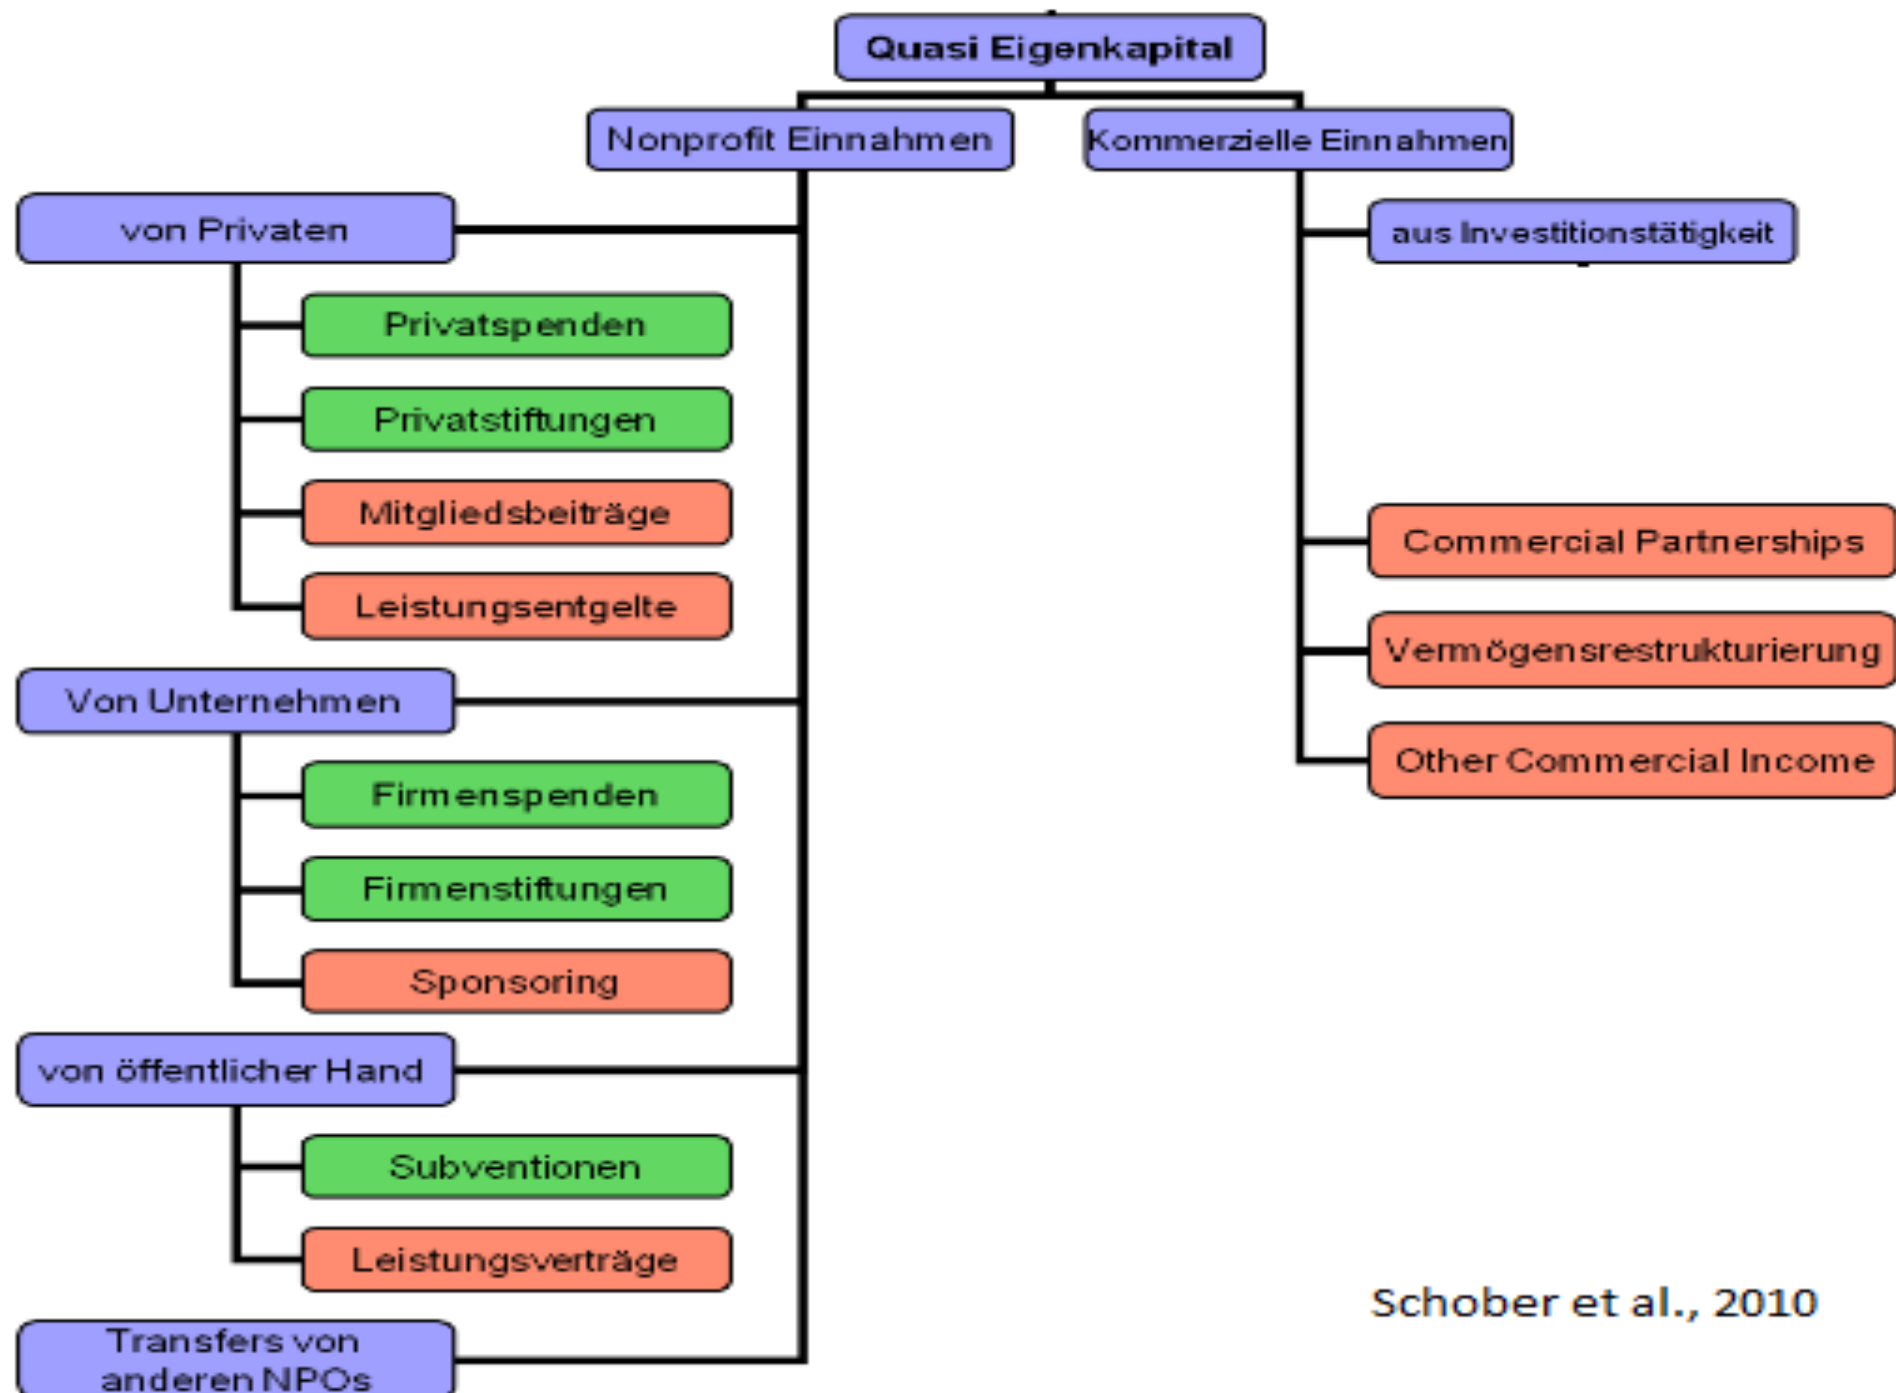 Quasi Eigenkapital
Nonprofit Einnahmen
Kommerzielle Einnahmen
von Privaten
Privatspenden
Privatstiftungen
Mitgliedsbeiträge
Leistungsentgelte
Von Unternehmen
Firmenspenden
Firmenstiftungen
Sponsoring
von öffentlicher Hand
Subventionen
Leistungsverträge
Transfers von
anderen NPOs
aus Investitionstätigkeit
Commercial Partnerships
Vermögensrestrukturierung
Other Commercial Income
Schober et al., 2010